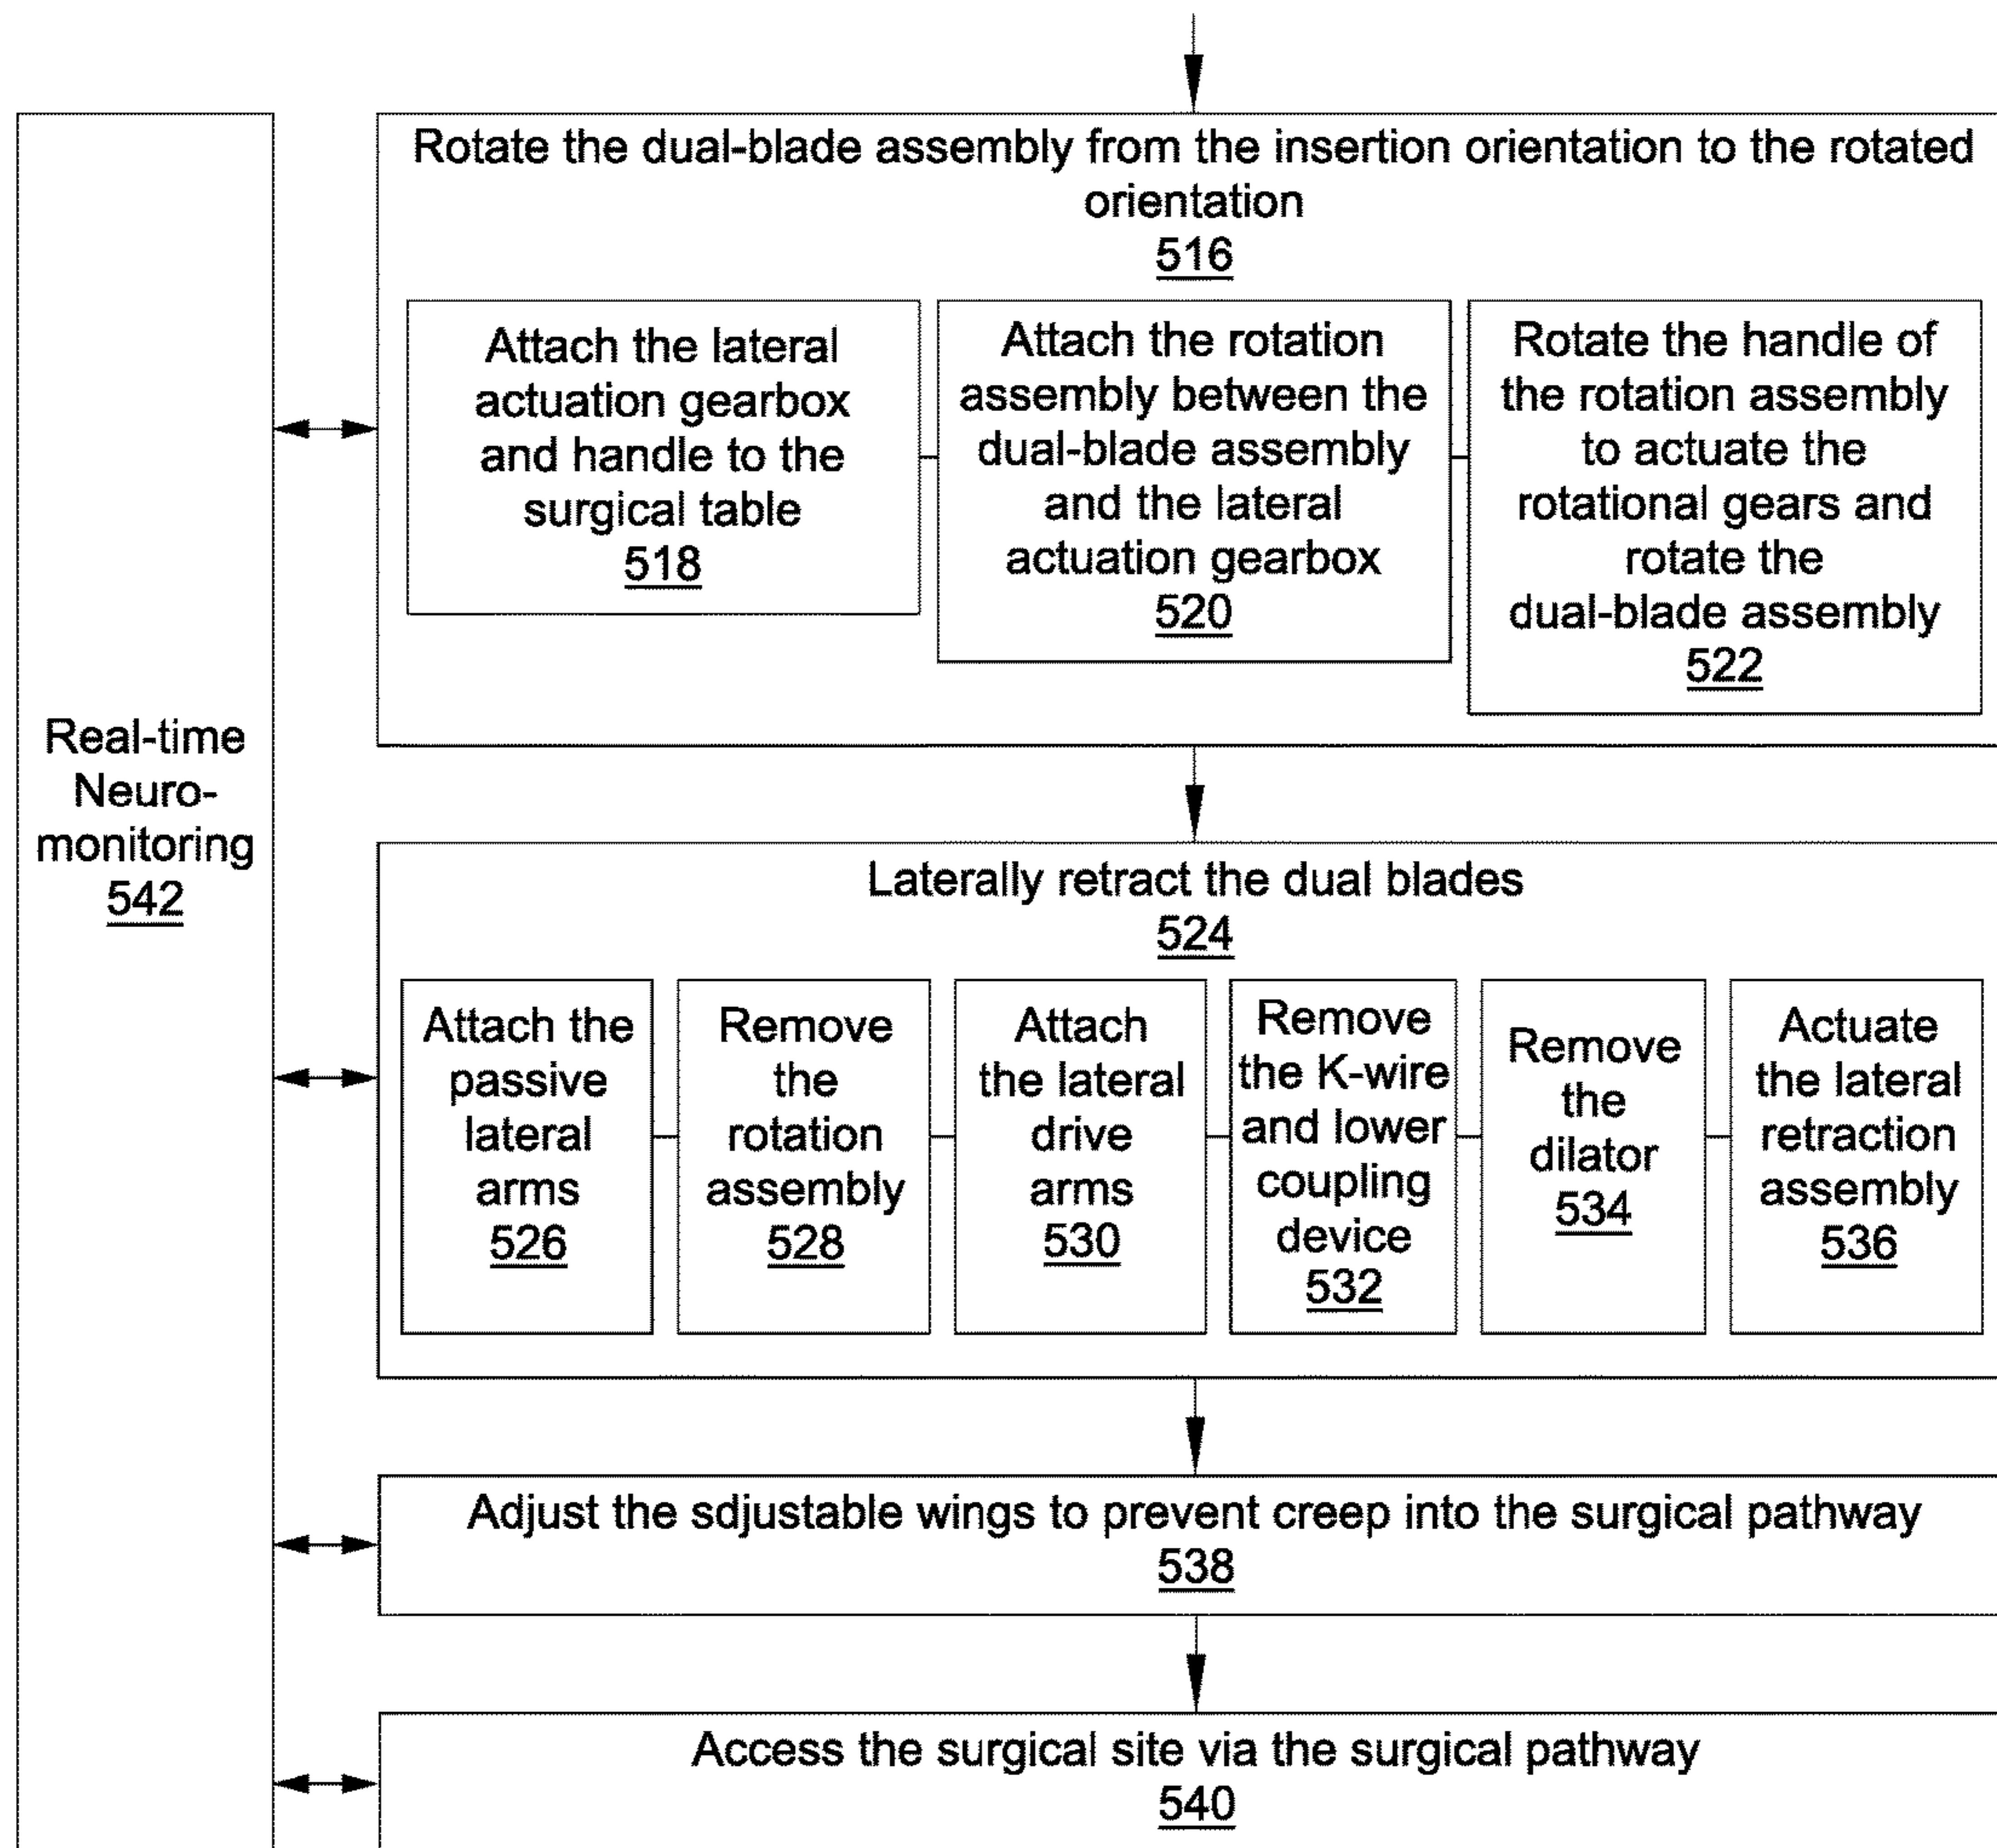 Rotate the dual-blade assembly from the insertion orientation to the rotated
orientation
516
Attach the lateral
actuation gearbox
and handle to the
surgical table
518
Attach the rotation
assembly between the
dual-blade assembly
and the lateral
actuation gearbox
520
Rotate the handle of
the rotation assembly
to actuate the
rotational gears and
rotate the
dual-blade assembly
522
Real-time
Neuro-
monitoring
542
Laterally retract the dual blades
524
Attach the
passive
lateral
arms
526
Remove
the
rotation
assembly
528
Attach
the lateral
drive
arms
530
Remove
the K-wire
and lower
coupling
device
532
Remove
the
dilator
534
Actuate
the lateral
retraction
assembly
536
Adjust the sdjustable wings to prevent creep into the surgical pathway
538
Access the surgical site via the surgical pathway
540